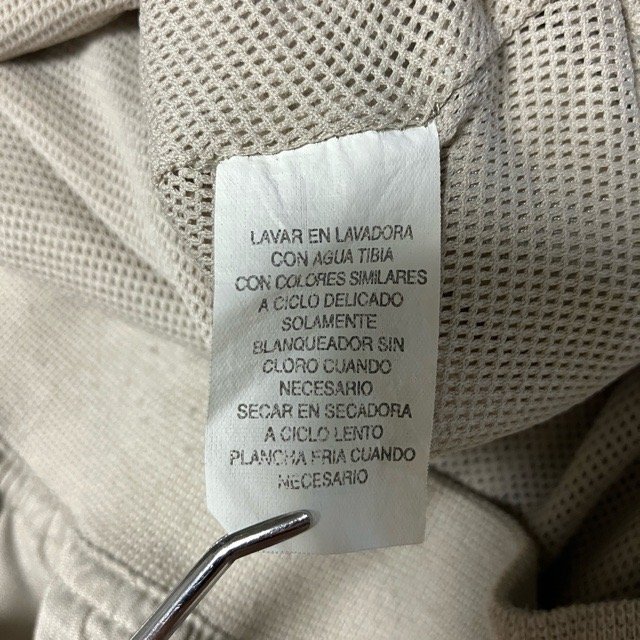 LAVAR EN LAVADORA
CON AGUA TIBIA
CON COLORES SIMILARES
A CICLO DELICADO
SOLAMENTE
BLANQUEADOR SIN
CLORO CUANDO
NECESARIO
SECAR EN SECADORA
A CICLO LENTO
PLANCHA FRIA CUANDO
NECESARIO